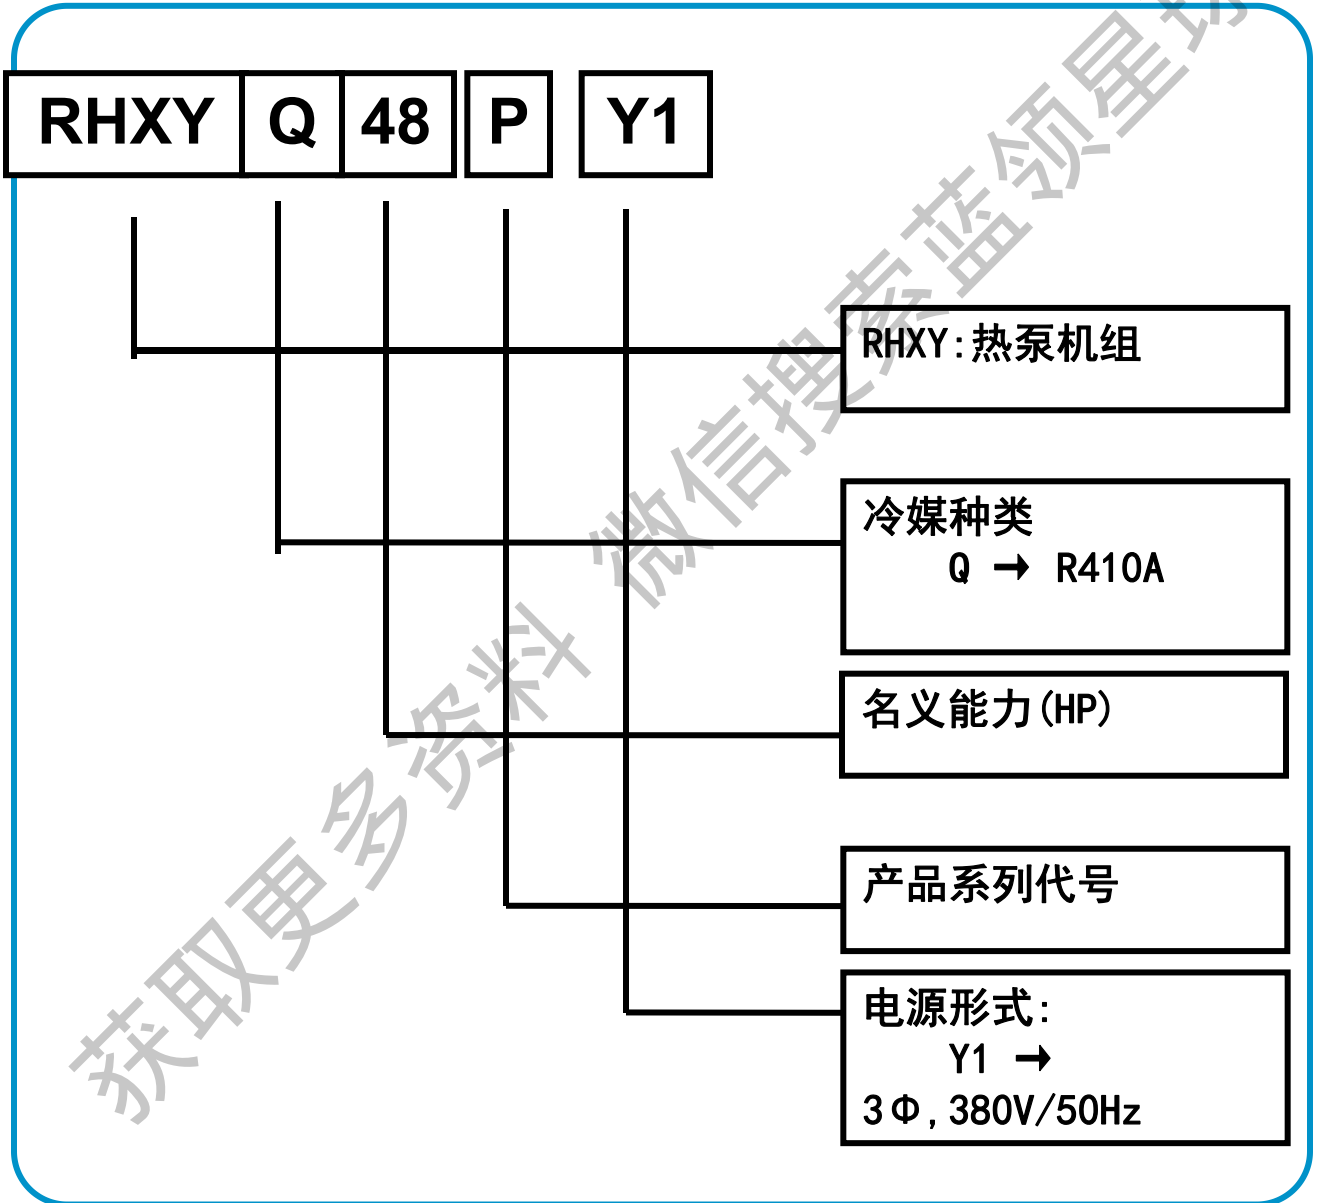 RHXY Q 48 P Y1
RHXY:热泵机组
冷媒种类
Q → R410A
名义能力(HP)
产品系列代号
电源形式:
Y1 →
3Φ,380V/50Hz
获取更多资料 微信搜索蓝领星球